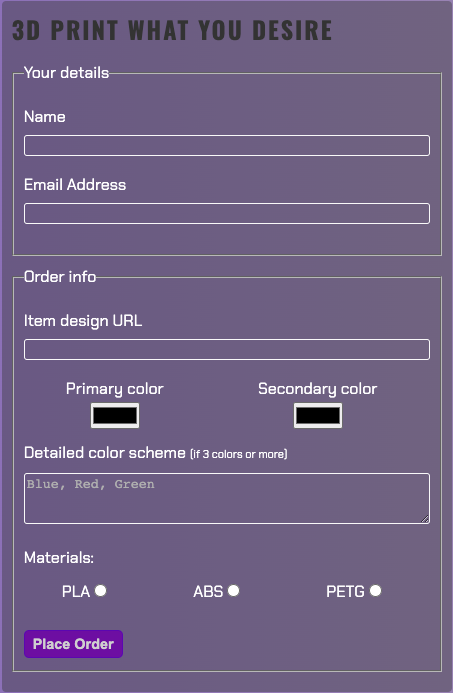 3D PRINT WHAT YOU DESIRE
Your details
Name
Email Address
Order info
Item design URL
Primary color Secondary color
Detailed color scheme (if 3 colors or more)
Blue, Red, Green
Materials:
PLA ABS PETG
Place Order